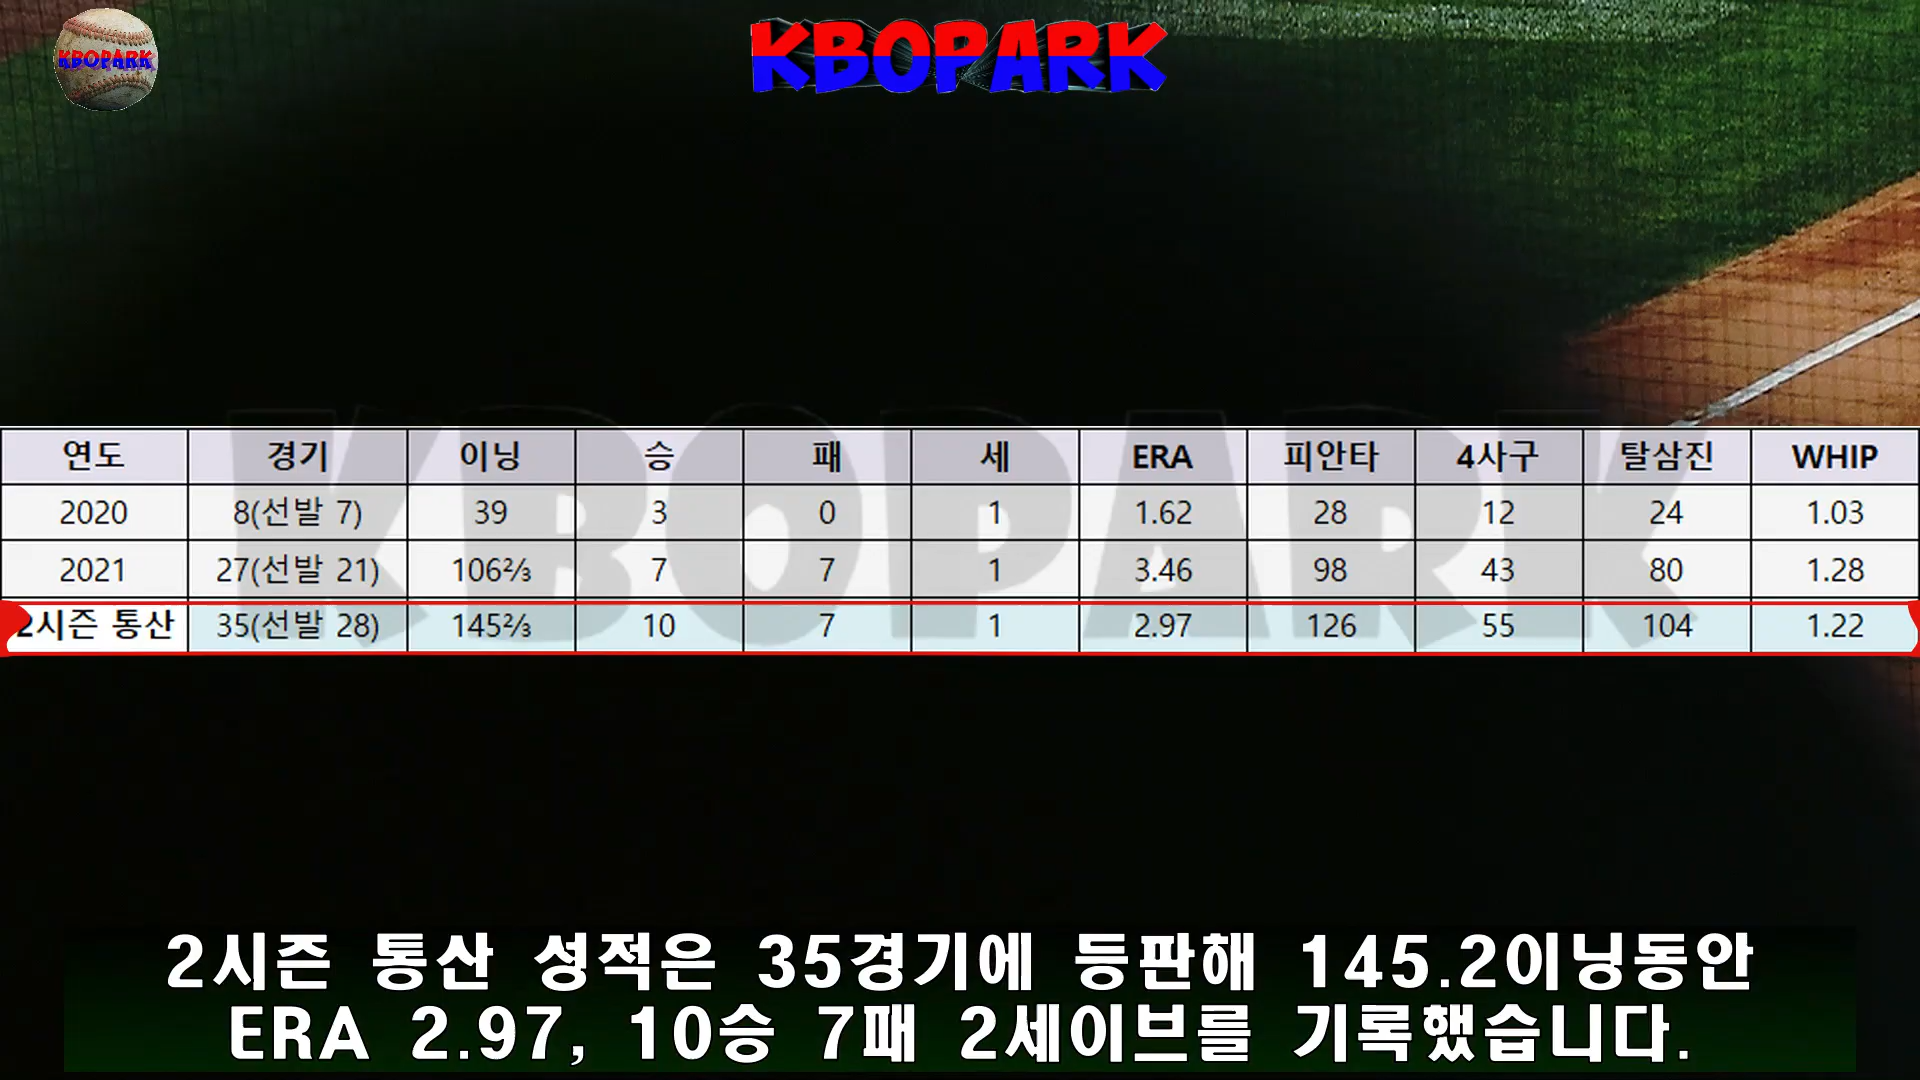 KBOPARK
KBOPARK
KBOPARK
연도 경기 이닝 승 패 세 ERA 피안타 4사구 탈삼진 WHIP
2020 8(선발 7) 39 3 0 1 1.62 28 12 24 1.03
2021 27(선발 21) 106⅔ 7 7 1 3.46 98 43 80 1.28
2시즌 통산 35(선발 28) 145⅔ 10 7 1 2.97 126 55 104 1.22
2시즌 통산 성적은 35경기에 등판해 145.2이닝동안
ERA 2.97, 10승 7패 2세이브를 기록했습니다.